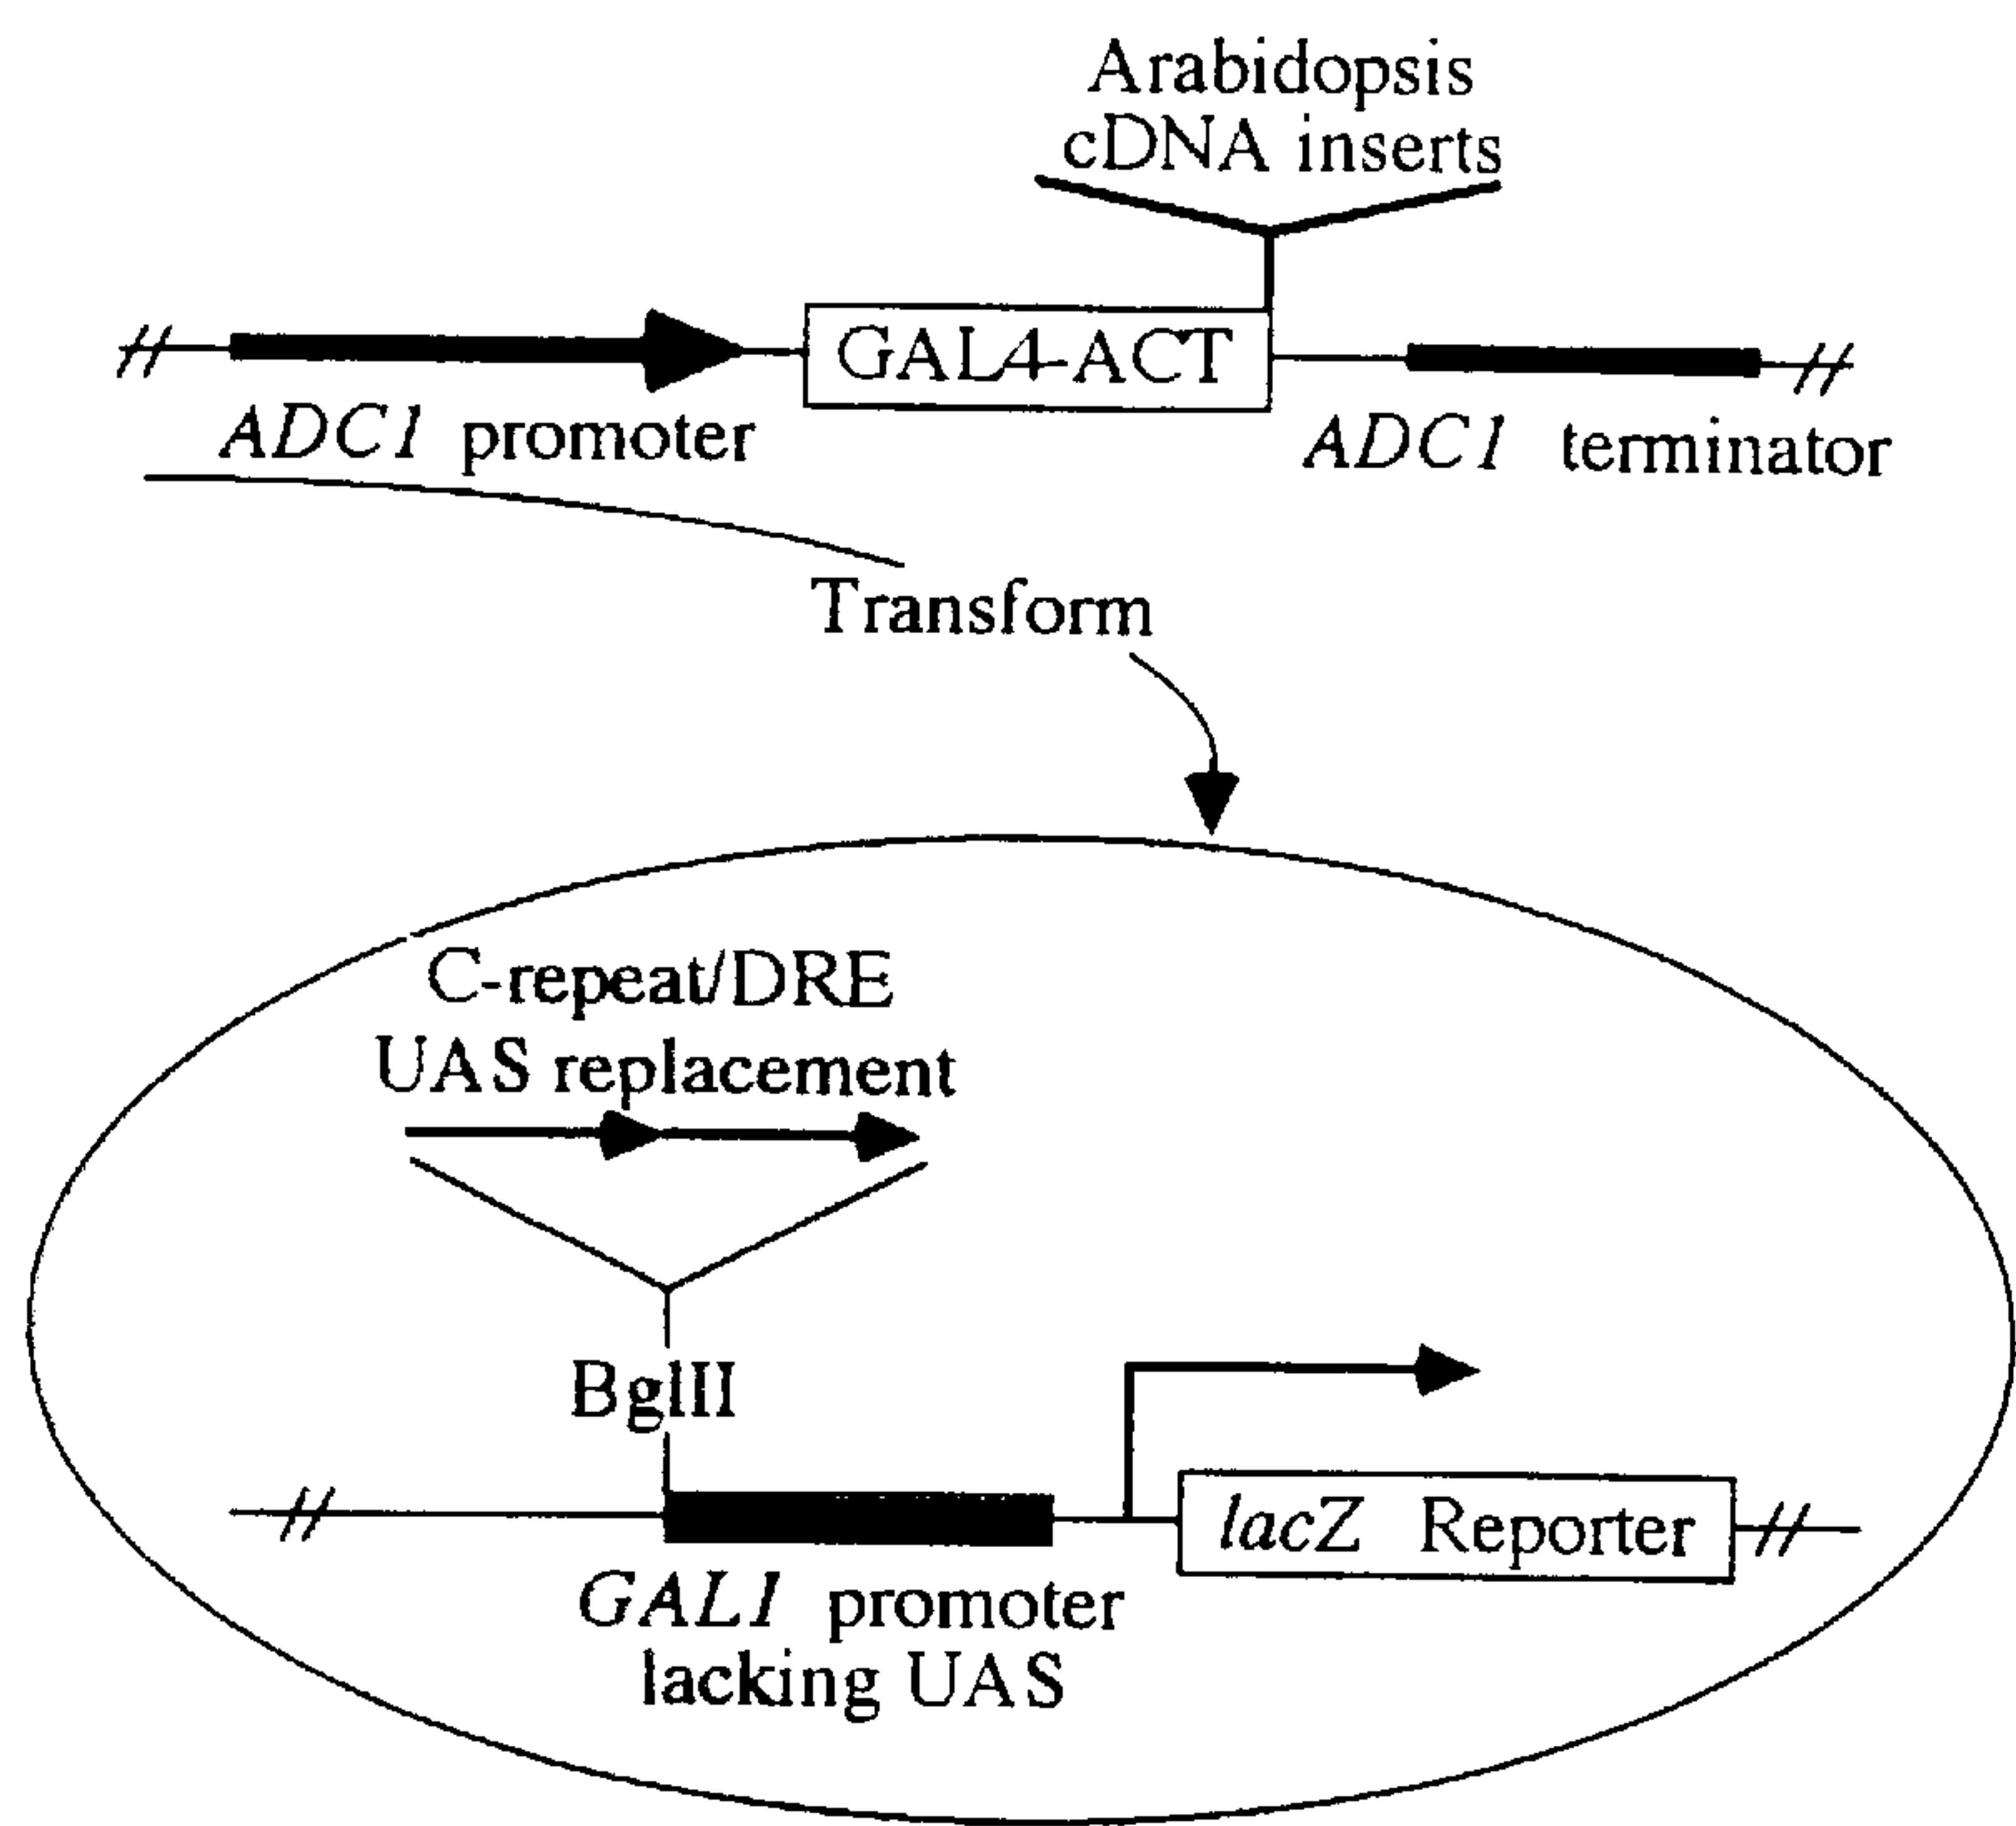 Arabidopsis
cDNA inserts
GAL4-ACT
ADC1 promoter
ADC1 terminator
Transform
C-repeat/DRE
UAS replacement
BglII
lacZ Reporter
GAL1 promoter
lacking UAS